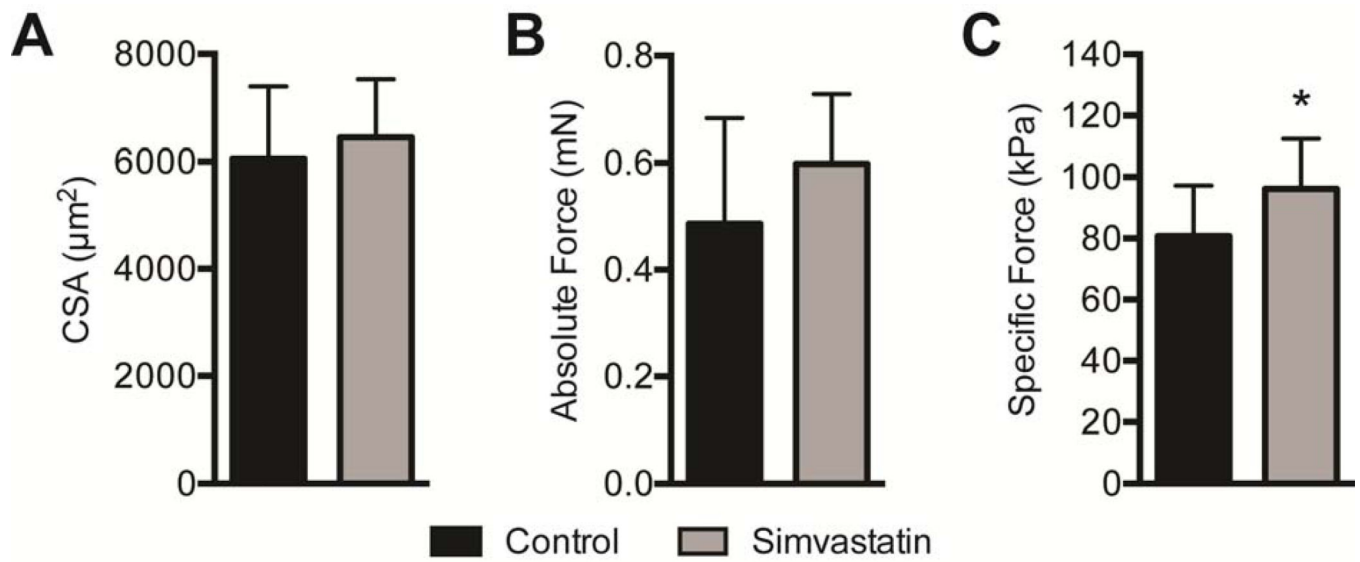 A
CSA (µm²)
8000
6000
4000
2000
0
B
Absolute Force (mN)
0.8
0.6
0.4
0.2
0.0
C
Specific Force (kPa)
140
120
100
80
60
40
20
0
*
Control
Simvastatin